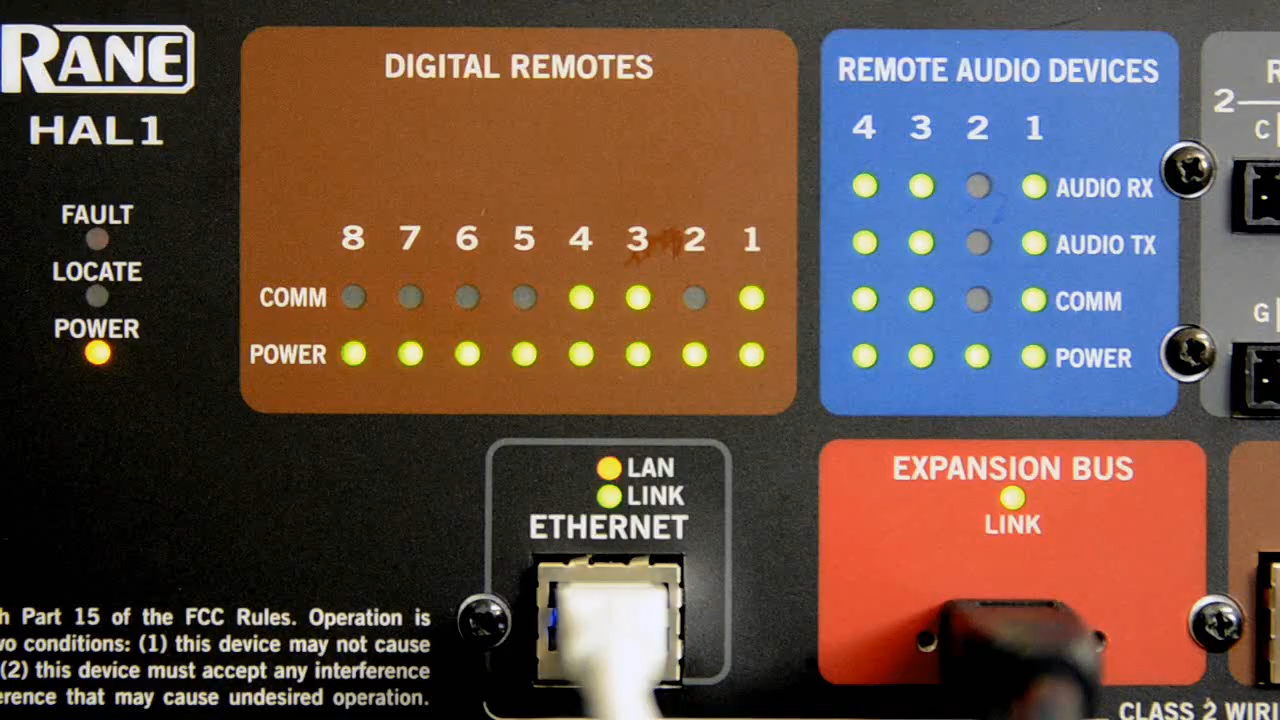 RANE
HAL1
FAULT
LOCATE
POWER
DIGITAL REMOTES
8 7 6 5 4 3 2 1
COMM
POWER
REMOTE AUDIO DEVICES
4 3 2 1
AUDIO RX
AUDIO TX
COMM
POWER
R
2
C
G
LAN
LINK
ETHERNET
EXPANSION BUS
LINK
h Part 15 of the FCC Rules. Operation is
wo conditions: (1) this device may not cause
(2) this device must accept any interference
erence that may cause undesired operation.
CLASS 2 WIRI